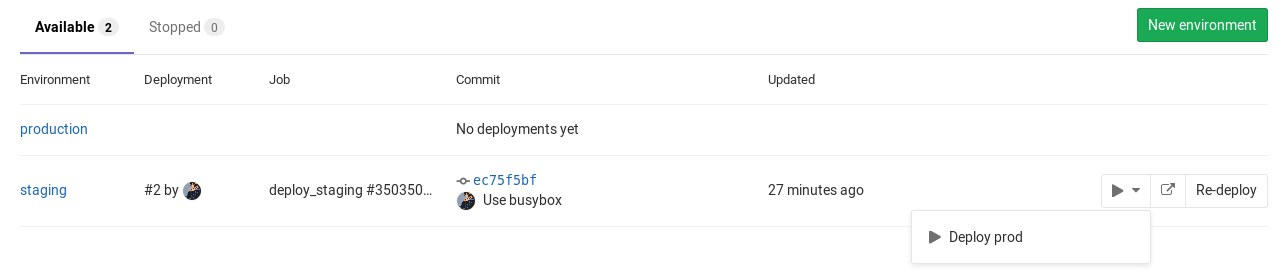 Available 2 Stopped 0 New environment
Environment Deployment Job Commit Updated
production No deployments yet
staging #2 by deploy_staging #350350... ec75f5bf 27 minutes ago Re-deploy
Use busybox
Deploy prod